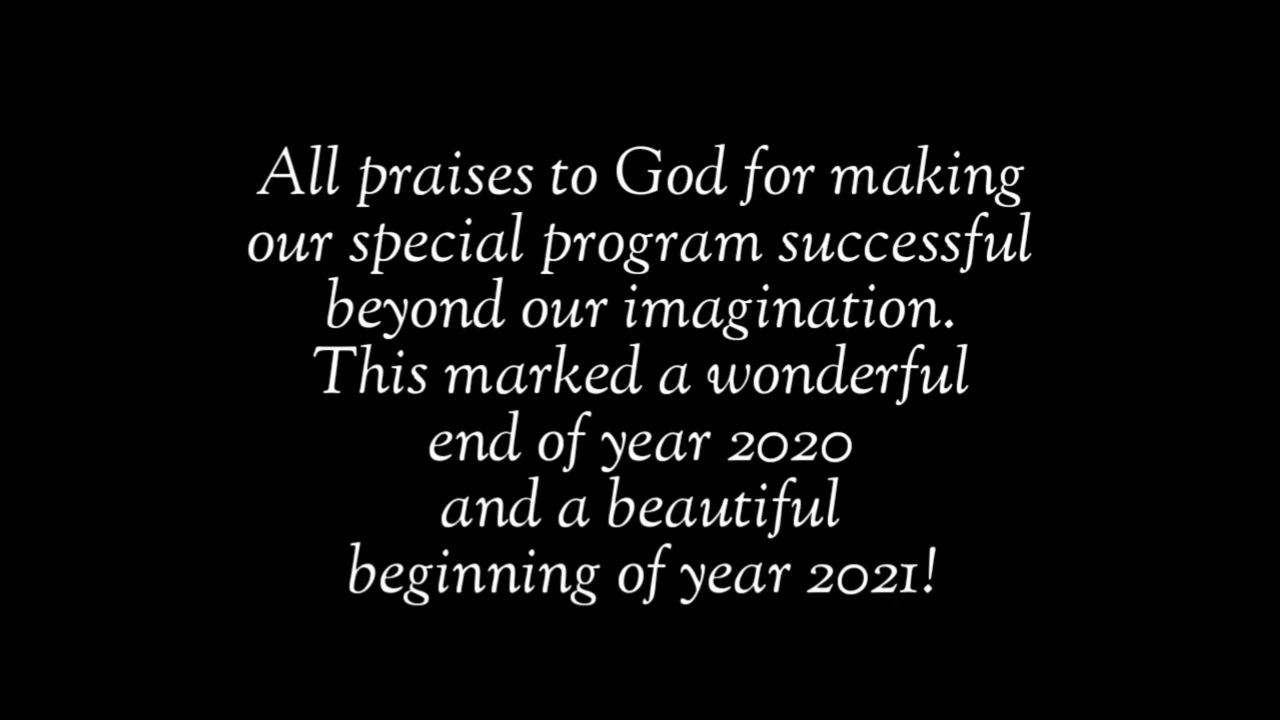 All praises to God for making
our special program successful
beyond our imagination.
This marked a wonderful
end of year 2020
and a beautiful
beginning of year 2021!